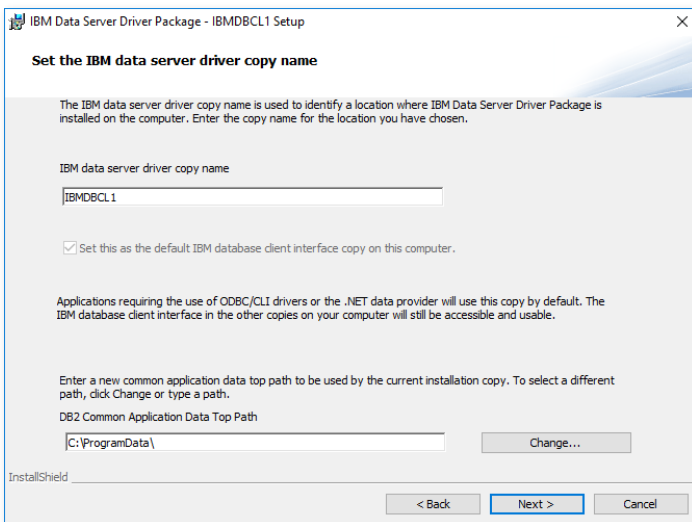 IBM Data Server Driver Package - IBMDBCL1 Setup
Set the IBM data server driver copy name
The IBM data server driver copy name is used to identify a location where IBM Data Server Driver Package is
installed on the computer. Enter the copy name for the location you have chosen.
IBM data server driver copy name
IBMDBCL1
Set this as the default IBM database client interface copy on this computer.
Applications requiring the use of ODBC/CLI drivers or the .NET data provider will use this copy by default. The
IBM database client interface in the other copies on your computer will still be accessible and usable.
Enter a new common application data top path to be used by the current installation copy. To select a different
path, click Change or type a path.
DB2 Common Application Data Top Path
C:\ProgramData\
Change...
InstallShield
< Back
Next >
Cancel